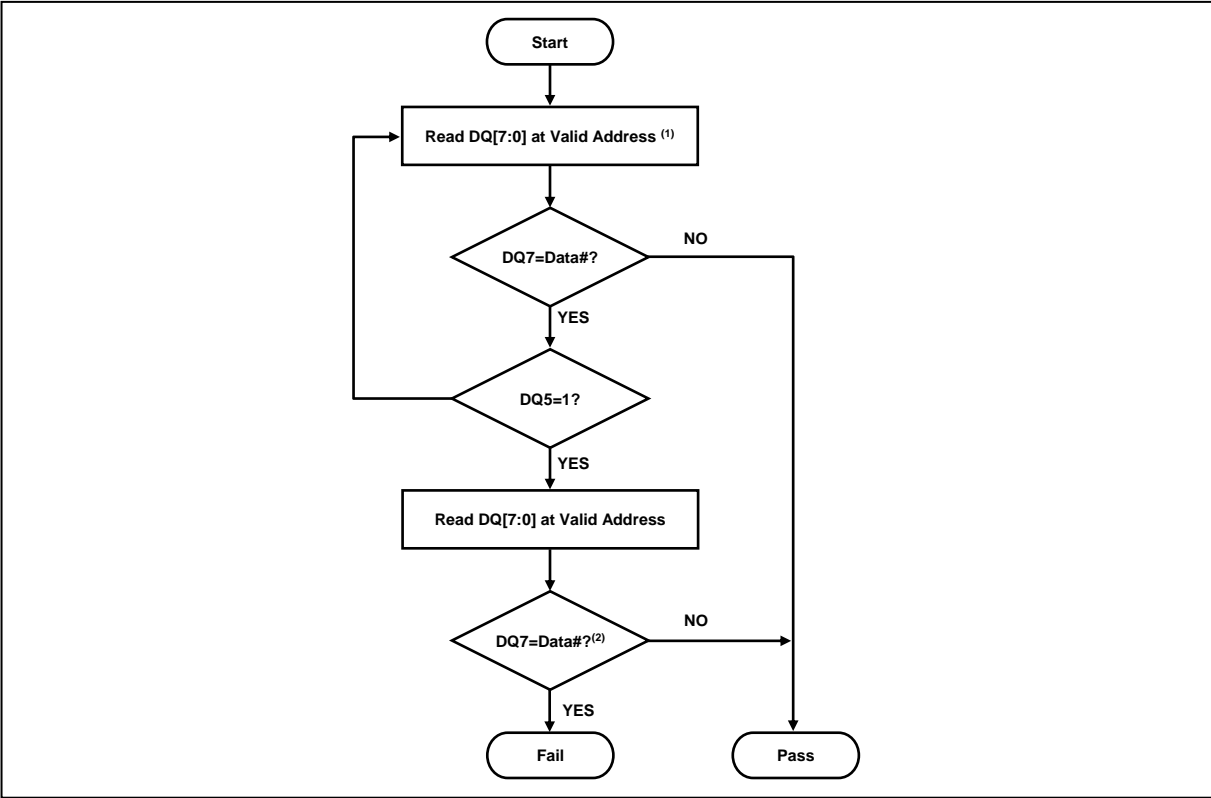 Start
Read DQ[7:0] at Valid Address (1)
DQ7=Data#?
NO
YES
DQ5=1?
YES
Read DQ[7:0] at Valid Address
DQ7=Data#?(2)
NO
YES
Fail
Pass